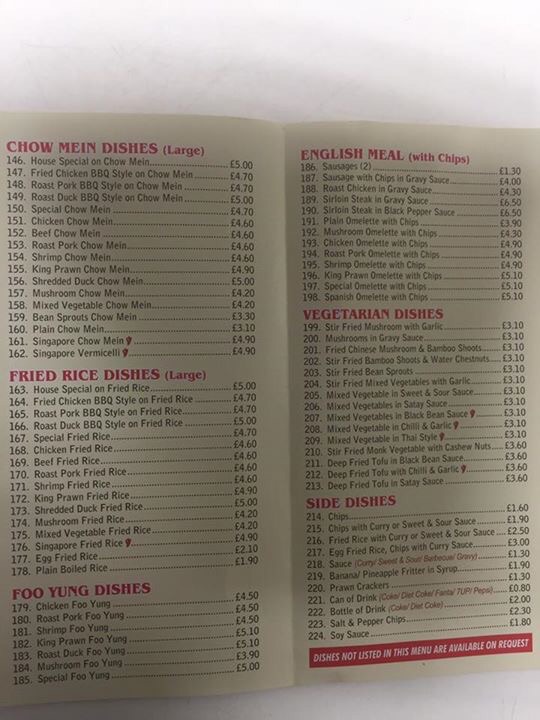 CHOW MEIN DISHES (Large)
146. House Special on Chow Mein £5.00
147. Fried Chicken BBQ Style on Chow Mein £4.70
148. Roast Pork BBQ Style on Chow Mein £4.70
149. Roast Duck BBQ Style on Chow Mein £5.00
150. Special Chow Mein £4.70
151. Chicken Chow Mein £4.60
152. Beef Chow Mein £4.60
153. Roast Pork Chow Mein £4.60
154. Shrimp Chow Mein £4.60
155. King Prawn Chow Mein £4.90
156. Shredded Duck Chow Mein £5.00
157. Mushroom Chow Mein £4.20
158. Mixed Vegetable Chow Mein £4.20
159. Bean Sprouts Chow Mein £3.30
160. Plain Chow Mein £3.10
161. Singapore Chow Mein £4.90
162. Singapore Vermicelli £4.90
FRIED RICE DISHES (Large)
163. House Special on Fried Rice £5.00
164. Fried Chicken BBQ Style on Fried Rice £4.70
165. Roast Pork BBQ Style on Fried Rice £4.70
166. Roast Duck BBQ Style on Fried Rice £5.00
167. Special Fried Rice £4.70
168. Chicken Fried Rice £4.60
169. Beef Fried Rice £4.60
170. Roast Pork Fried Rice £4.60
171. Shrimp Fried Rice £4.60
172. King Prawn Fried Rice £4.90
173. Shredded Duck Fried Rice £5.00
174. Mushroom Fried Rice £4.20
175. Mixed Vegetable Fried Rice £4.20
176. Singapore Fried Rice £4.90
177. Egg Fried Rice £2.10
178. Plain Boiled Rice £1.90
FOO YUNG DISHES
179. Chicken Foo Yung £4.50
180. Roast Pork Foo Yung £4.50
181. Shrimp Foo Yung £4.50
182. King Prawn Foo Yung £5.10
183. Roast Duck Foo Yung £5.10
184. Mushroom Foo Yung £3.90
185. Special Foo Yung £5.00
ENGLISH MEAL (with Chips)
186. Sausages (2) £1.30
187. Sausage with Chips in Gravy Sauce £4.00
188. Roast Chicken in Gravy Sauce £4.30
189. Sirloin Steak in Gravy Sauce £6.50
190. Sirloin Steak in Black Pepper Sauce £6.50
191. Plain Omelette with Chips £3.90
192. Mushroom Omelette with Chips £4.30
193. Chicken Omelette with Chips £4.90
194. Roast Pork Omelette with Chips £4.90
195. Shrimp Omelette with Chips £4.90
196. King Prawn Omelette with Chips £5.10
197. Special Omelette with Chips £5.10
198. Spanish Omelette with Chips £5.10
VEGETARIAN DISHES
199. Stir Fried Mushroom with Garlic £3.10
200. Mushrooms in Gravy Sauce £3.10
201. Fried Chinese Mushroom & Bamboo Shoots £3.10
202. Stir Fried Bamboo Shoots & Water Chestnuts £3.10
203. Stir Fried Bean Sprouts £3.10
204. Stir Fried Mixed Vegetables with Garlic £3.10
205. Mixed Vegetable in Sweet & Sour Sauce £3.10
206. Mixed Vegetables in Satay Sauce £3.10
207. Mixed Vegetables in Black Bean Sauce £3.10
208. Mixed Vegetable in Chilli & Garlic £3.10
209. Mixed Vegetable in Thai Style £3.10
210. Stir Fried Monk Vegetable with Cashew Nuts £3.60
211. Deep Fried Tofu in Black Bean Sauce £3.60
212. Deep Fried Tofu with Chilli & Garlic £3.60
213. Deep Fried Tofu in Satay Sauce £3.60
SIDE DISHES
214. Chips £1.60
215. Chips with Curry or Sweet & Sour Sauce £1.90
216. Fried Rice with Curry or Sweet & Sour Sauce £2.50
217. Egg Fried Rice, Chips with Curry Sauce
218. Sauce (Curry/ Sweet & Sour/ Barbecue/ Gravy) £1.30
219. Banana/ Pineapple Fritter in Syrup £1.90
220. Prawn Crackers £1.30
221. Can of Drink (Coke/ Diet Coke/ Fanta/ 7UP/ Pepsi) £0.80
222. Bottle of Drink (Coke/ Diet Coke) £2.00
223. Salt & Pepper Chips £2.30
224. Soy Sauce £1.80
DISHES NOT LISTED IN THIS MENU ARE AVAILABLE ON REQUEST